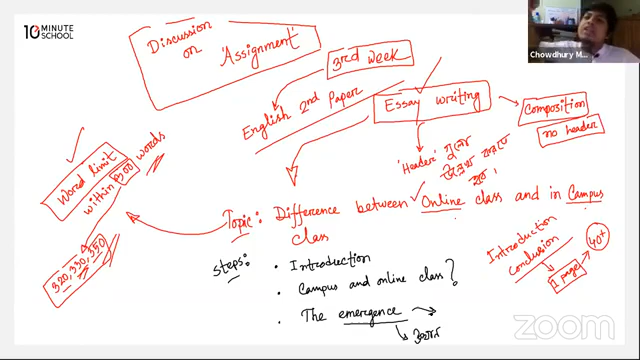 10 MINUTE
SCHOOL
Chowdhury M...
Discussion
on 'Assignment'
3rd week
English 2nd Paper
Essay writing
Composition
no header
'Header'
Word limit
within 300 words
320, 330, 350
Topic: Difference between Online class and in Campus
class
Steps: • Introduction
• Campus and online class?
• The emergence →
Introduction
conclusion
1 page
40+
zoom